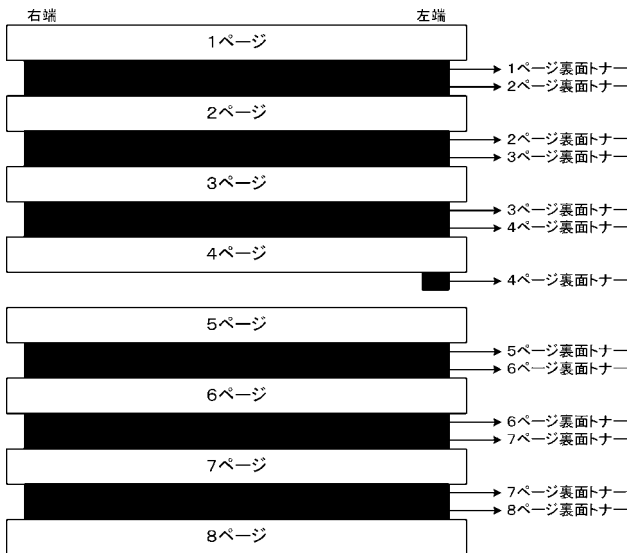 右端 左端
1ページ
1ページ裏面トナー
2ページ裏面トナー
2ページ
2ページ裏面トナー
3ページ裏面トナー
3ページ
3ページ裏面トナー
4ページ裏面トナー
4ページ
4ページ裏面トナー
5ページ
5ページ裏面トナー
6ページ裏面トナー
6ページ
6ページ裏面トナー
7ページ裏面トナー
7ページ
7ページ裏面トナー
8ページ裏面トナー
8ページ